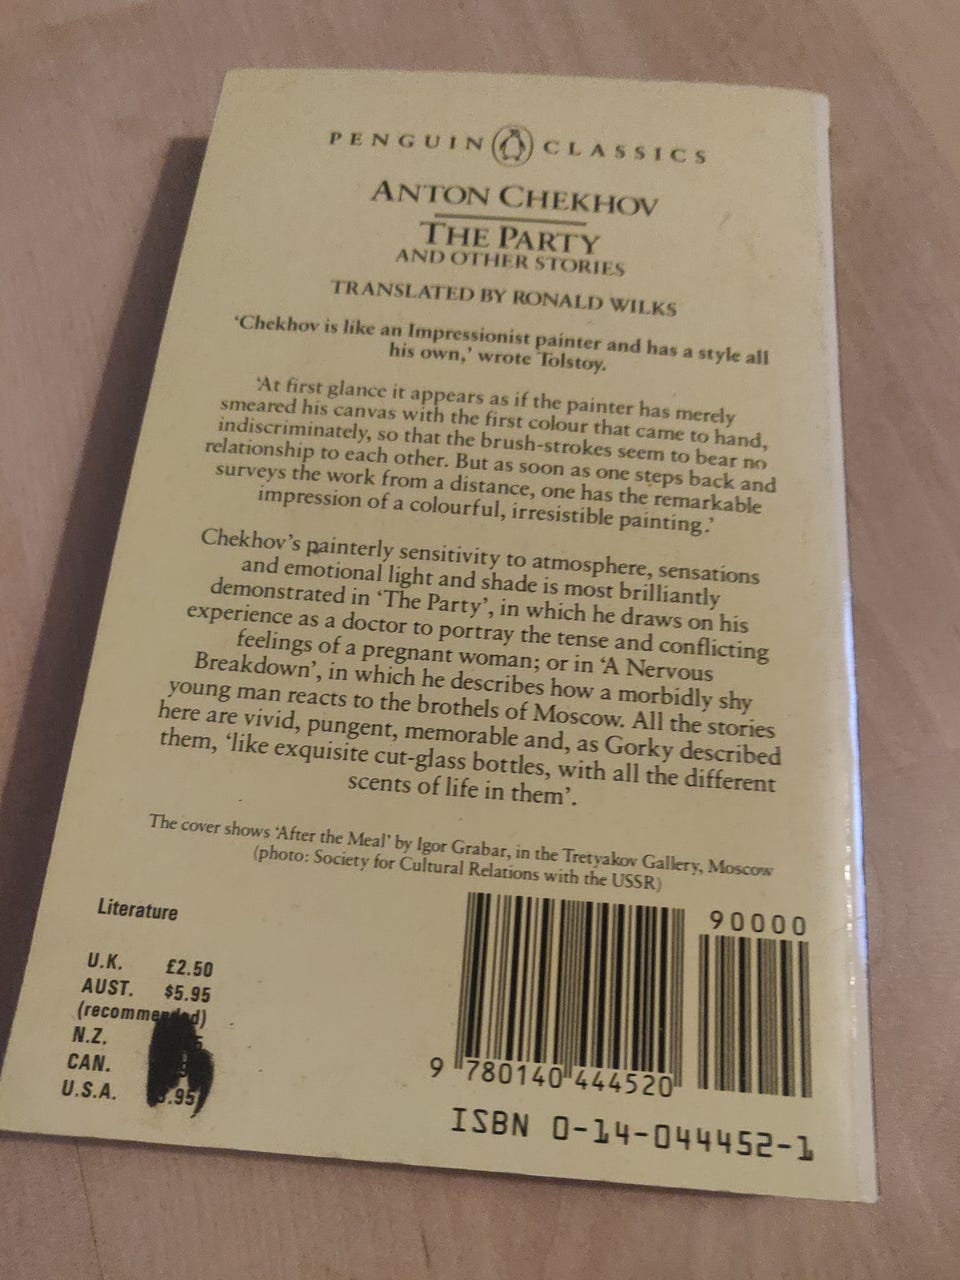 PENGUIN CLASSICS
ANTON CHEKHOV
THE PARTY
AND OTHER STORIES
TRANSLATED BY RONALD WILKS
‘Chekhov is like an Impressionist painter and has a style all
his own,’ wrote Tolstoy.
‘At first glance it appears as if the painter has merely
smeared his canvas with the first colour that came to hand,
indiscriminately, so that the brush-strokes seem to bear no
relationship to each other. But as soon as one steps back and
surveys the work from a distance, one has the remarkable
impression of a colourful, irresistible painting.’
Chekhov’s painterly sensitivity to atmosphere, sensations
and emotional light and shade is most brilliantly
demonstrated in ‘The Party’, in which he draws on his
experience as a doctor to portray the tense and conflicting
feelings of a pregnant woman; or in ‘A Nervous
Breakdown’, in which he describes how a morbidly shy
young man reacts to the brothels of Moscow. All the stories
here are vivid, pungent, memorable and, as Gorky described
them, ‘like exquisite cut-glass bottles, with all the different
scents of life in them’.
The cover shows ‘After the Meal’ by Igor Grabar, in the Tretyakov Gallery, Moscow
(photo: Society for Cultural Relations with the USSR)
Literature
U.K. £2.50
AUST. $5.95
(recommended)
N.Z.
CAN.
U.S.A.
90000
9 780140 444520
ISBN 0-14-044452-1